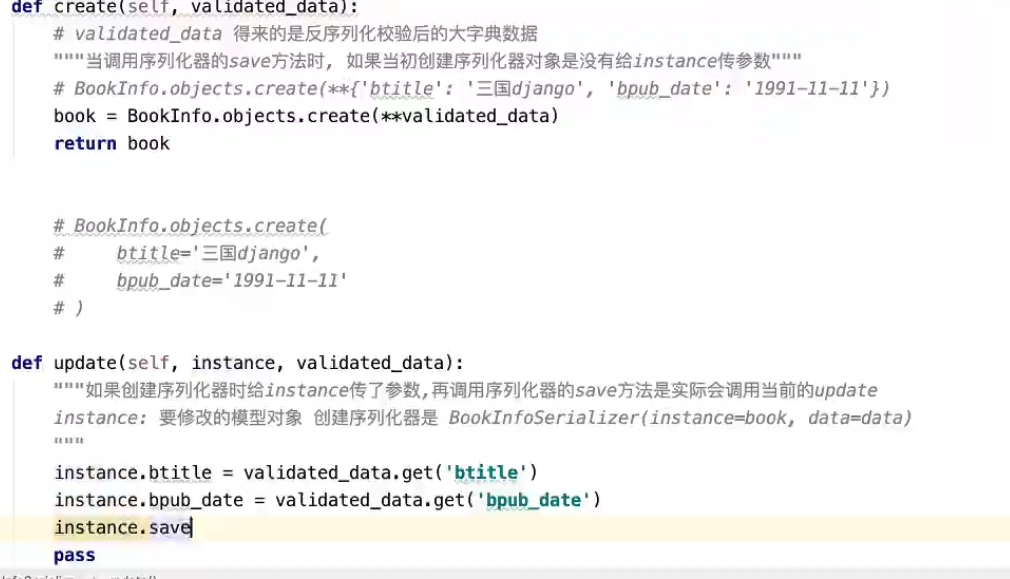 def create(self, validated_data):
# validated_data 得来的是反序列化校验后的大字典数据
"""当调用序列化器的save方法时, 如果当初创建序列化器对象是没有给instance传参数"""
# BookInfo.objects.create(**{'btitle': '三国django', 'bpub_date': '1991-11-11'})
book = BookInfo.objects.create(**validated_data)
return book
# BookInfo.objects.create(
#     btitle='三国django',
#     bpub_date='1991-11-11'
# )
def update(self, instance, validated_data):
"""如果创建序列化器时给instance传了参数,再调用序列化器的save方法是实际会调用当前的update
instance: 要修改的模型对象 创建序列化器是 BookInfoSerializer(instance=book, data=data)
"""
instance.btitle = validated_data.get('btitle')
instance.bpub_date = validated_data.get('bpub_date')
instance.save
pass